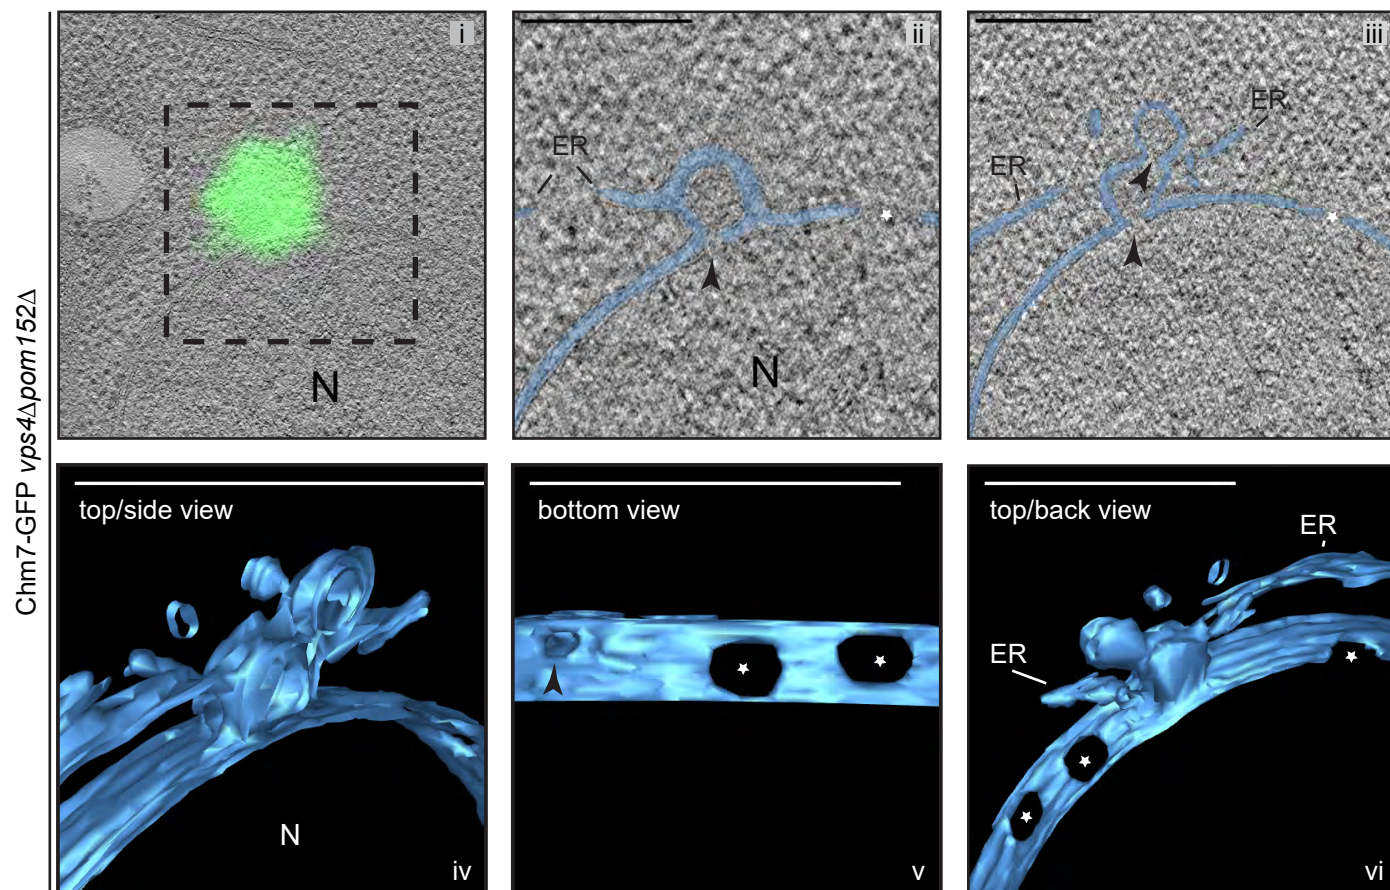 Chm7-GFP vps4Δpom152Δ
i
N
ii
ER
N
iii
ER
ER
top/side view
N
iv
bottom view
v
top/back view
ER
ER
vi